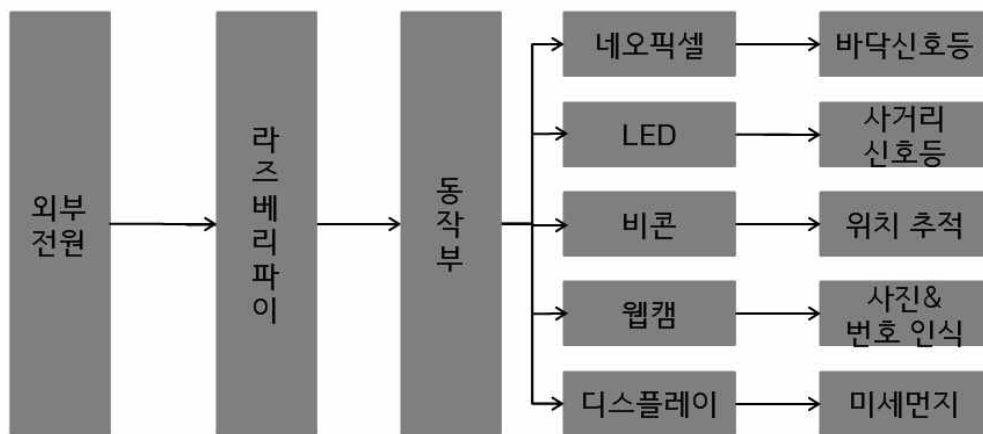 외부
전원
라즈베리파이
동작부
네오픽셀
바닥신호등
LED
사거리
신호등
비콘
위치 추적
웹캠
사진&
번호 인식
디스플레이
미세먼지